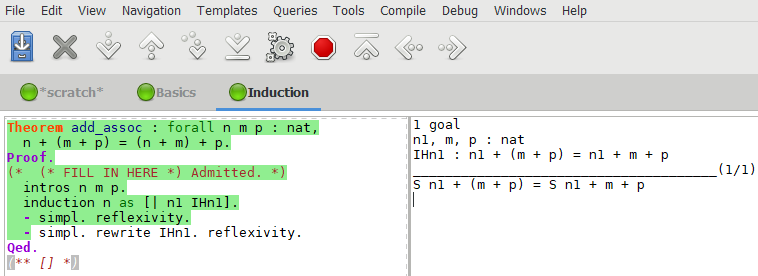 File Edit View Navigation Templates Queries Tools Compile Debug Windows Help
*scratch* Basics Induction
Theorem add_assoc : forall n m p : nat,
  n + (m + p) = (n + m) + p.
Proof.
(*  (* FILL IN HERE *) Admitted. *)
  intros n m p.
  induction n as [| n1 IHn1].
  - simpl. reflexivity.
  - simpl. rewrite IHn1. reflexivity.
Qed.
(** [] *)
1 goal
n1, m, p : nat
IHn1 : n1 + (m + p) = n1 + m + p
______________________________________(1/1)
S n1 + (m + p) = S n1 + m + p